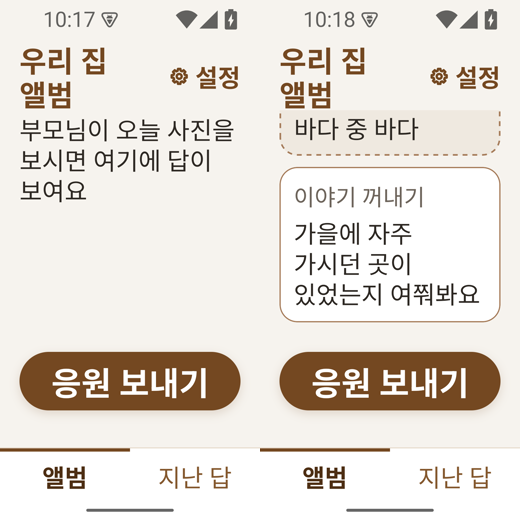 10:17
우리 집
앨범
설정
부모님이 오늘 사진을
보시면 여기에 답이
보여요
응원 보내기
앨범
지난 답
10:18
우리 집
앨범
설정
바다 중 바다
이야기 꺼내기
가을에 자주
가시던 곳이
있었는지 여쭤봐요
응원 보내기
앨범
지난 답